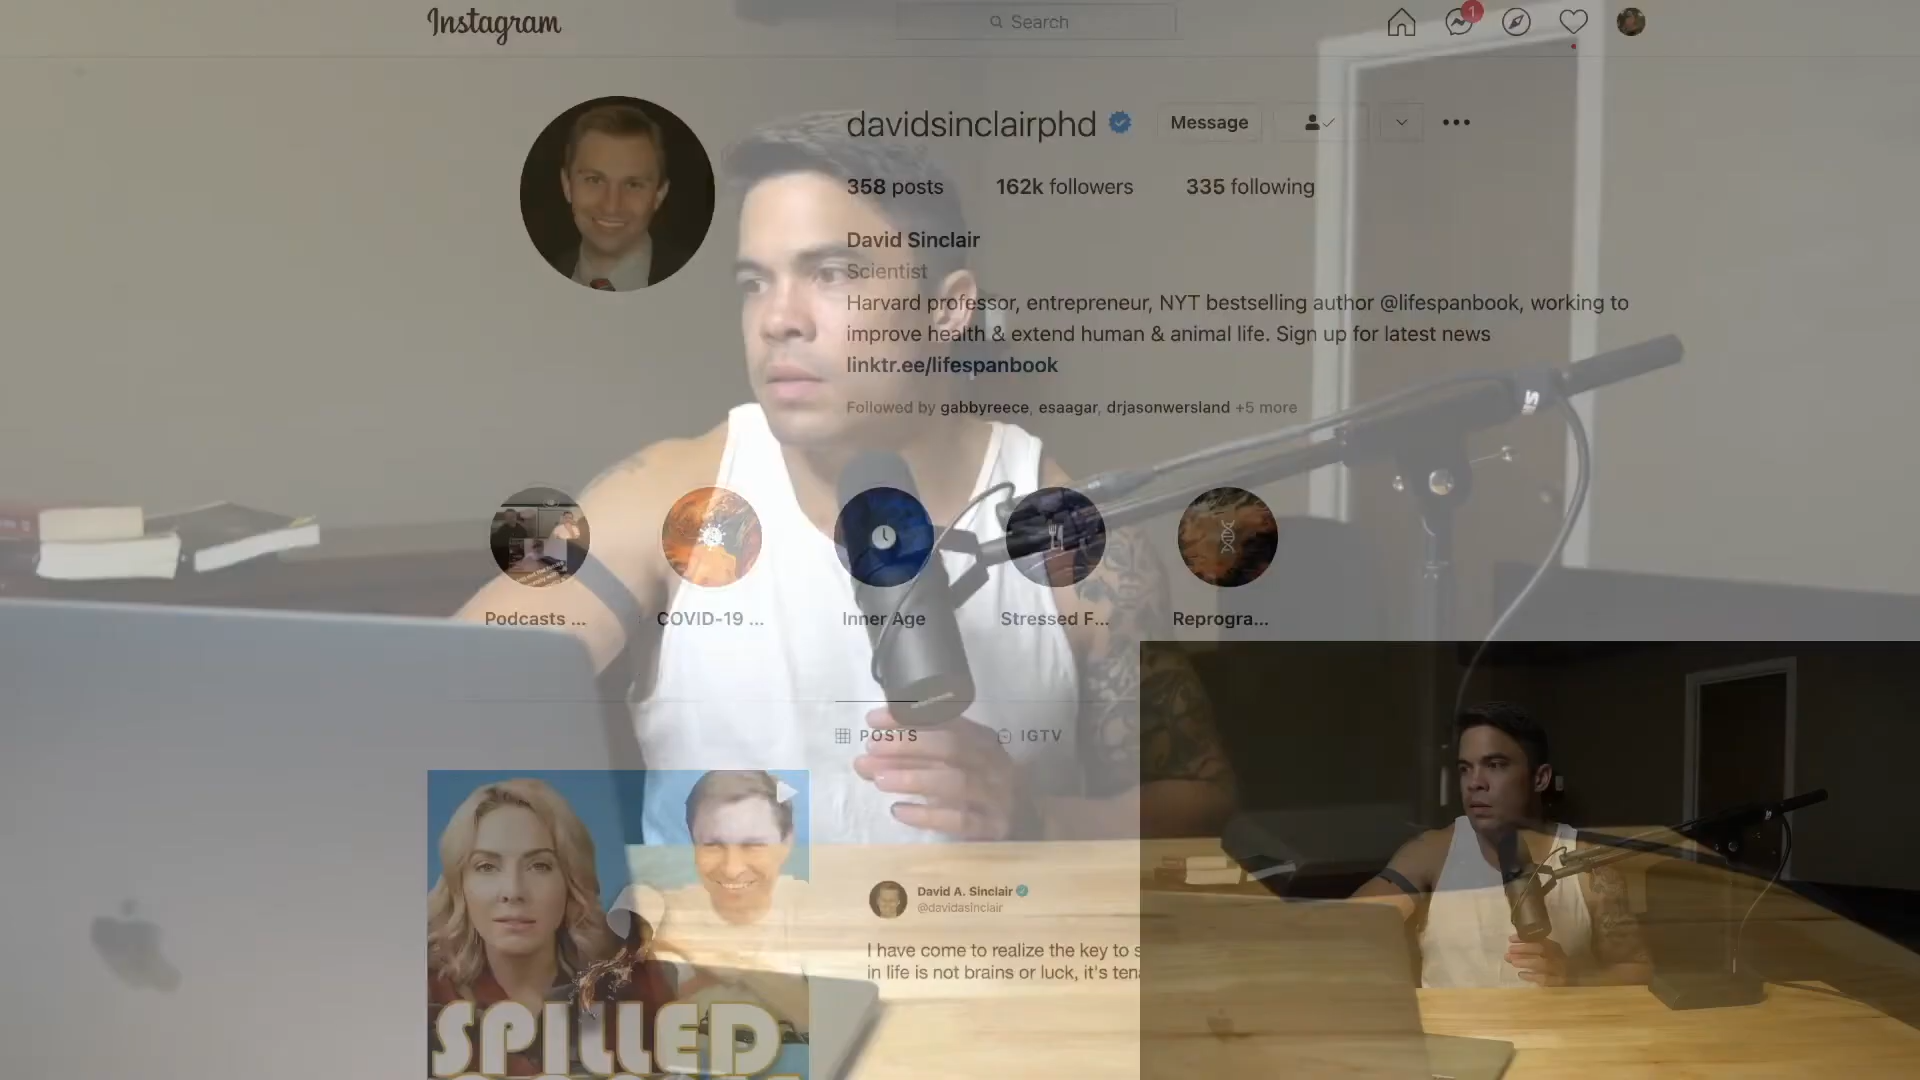 Instagram
Search
1
davidsinclairphd
Message
358 posts 162k followers 335 following
David Sinclair
Scientist
Harvard professor, entrepreneur, NYT bestselling author @lifespanbook, working to
improve health & extend human & animal life. Sign up for latest news
linktr.ee/lifespanbook
Followed by gabbyreece, esaagar, drjasonwersland +5 more
Podcasts ...
COVID-19 ...
Inner Age
Stressed F...
Reprogra...
POSTS
IGTV
David A. Sinclair
@davidasinclair
I have come to realize the key to s
in life is not brains or luck, it's ten
SPILLED